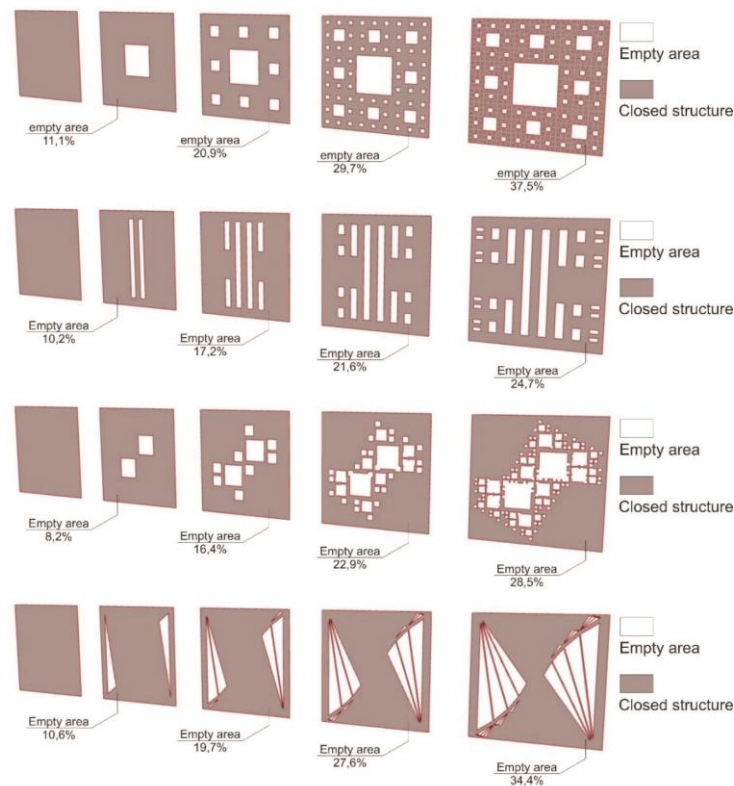 Empty area
Closed structure
empty area
11,1%
empty area
20,9%
empty area
29,7%
empty area
37,5%
Empty area
Closed structure
Empty area
10,2%
Empty area
17,2%
Empty area
21,6%
Empty area
24,7%
Empty area
Closed structure
Empty area
8,2%
Empty area
16,4%
Empty area
22,9%
Empty area
28,5%
Empty area
Closed structure
Empty area
10,6%
Empty area
19,7%
Empty area
27,6%
Empty area
34,4%